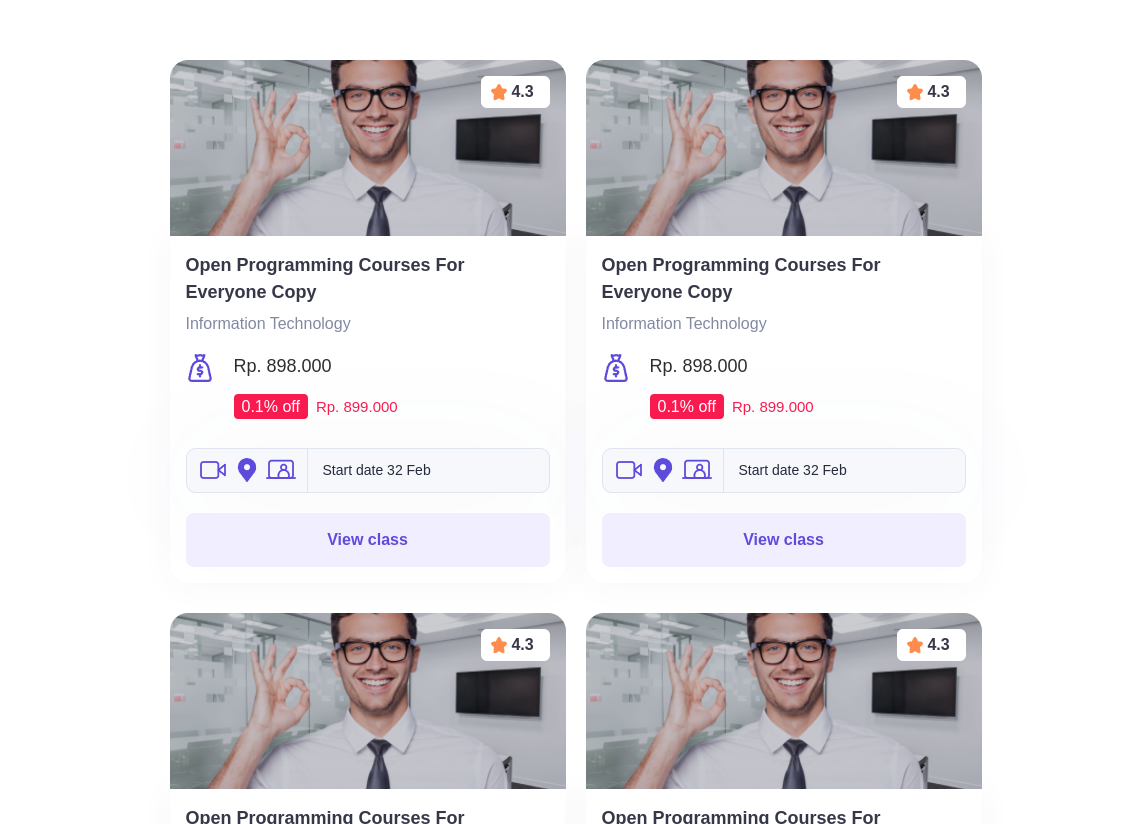 4.3
Open Programming Courses For
Everyone Copy
Information Technology
Rp. 898.000
0.1% off Rp. 899.000
Start date 32 Feb
View class
4.3
Open Programming Courses For
Everyone Copy
Information Technology
Rp. 898.000
0.1% off Rp. 899.000
Start date 32 Feb
View class
4.3
Open Programming Courses For
4.3
Open Programming Courses For